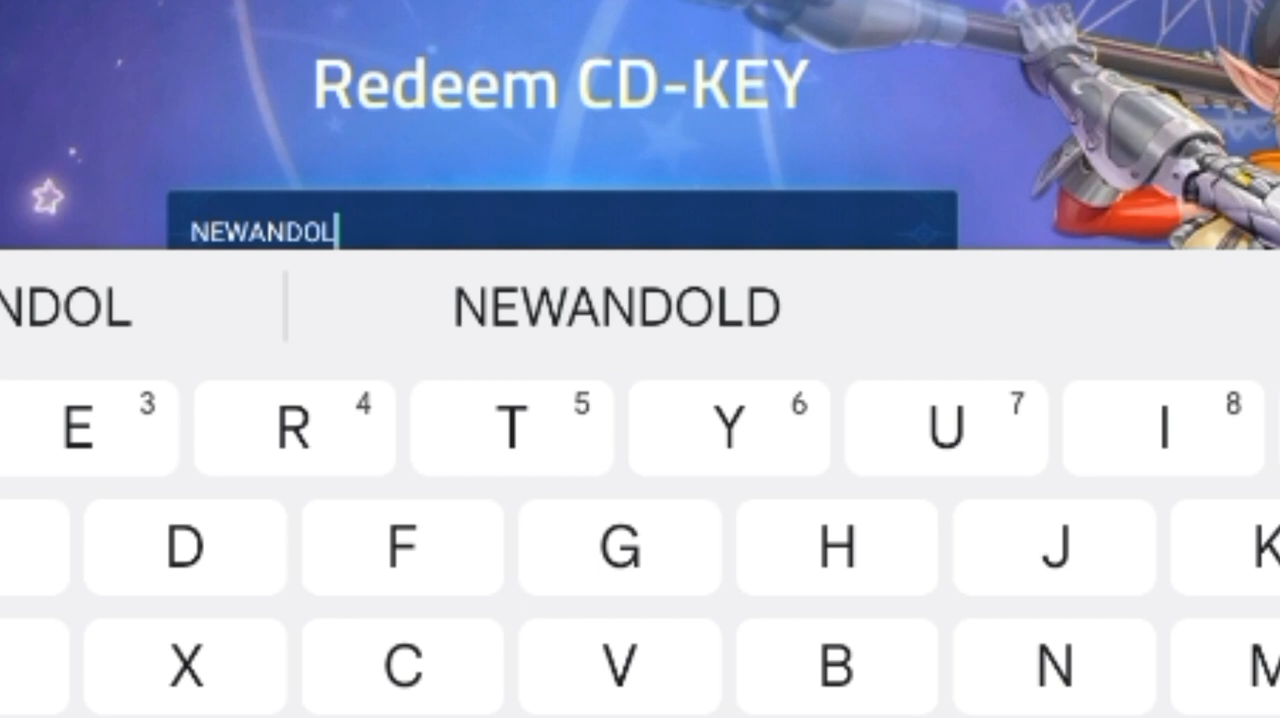 Redeem CD-KEY
NEWANDOL
NDOL NEWANDOLD
E 3 R 4 T 5 Y 6 U 7 I 8
D F G H J K
X C V B N M